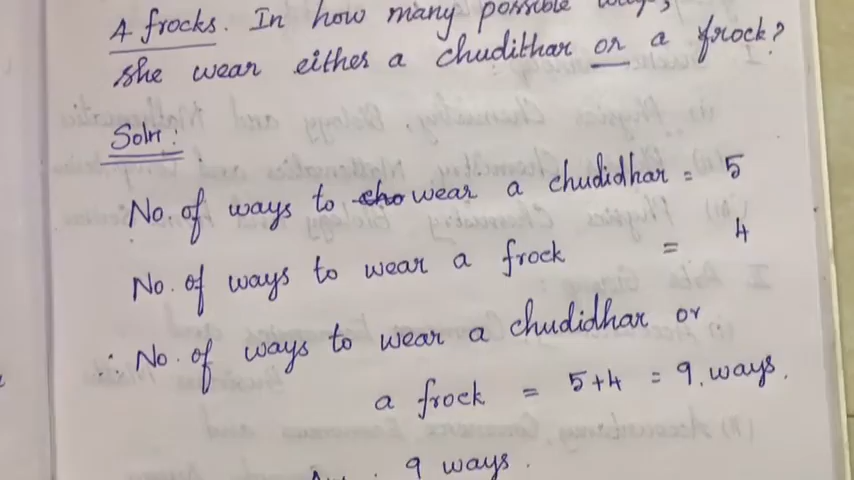 4 frocks. In how many possible ways,
she wear either a chudithar or a frock?
Soln:
No. of ways to wear a chudidhar = 5
No. of ways to wear a frock = 4
∴ No. of ways to wear a chudidhar or
a frock = 5+4 = 9. ways.
9 ways.